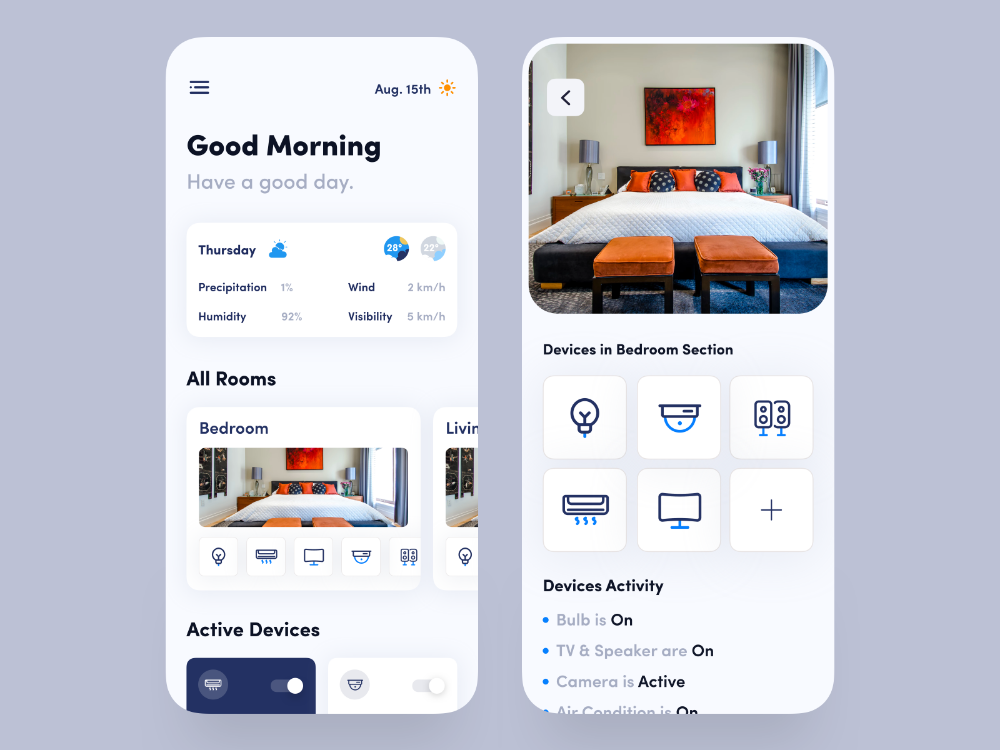 Aug. 15th
Good Morning
Have a good day.
Thursday 28° 22°
Precipitation 1% Wind 2 km/h
Humidity 92% Visibility 5 km/h
All Rooms
Bedroom
Livin
Active Devices
Devices in Bedroom Section
Devices Activity
Bulb is On
TV & Speaker are On
Camera is Active
Air Condition is On